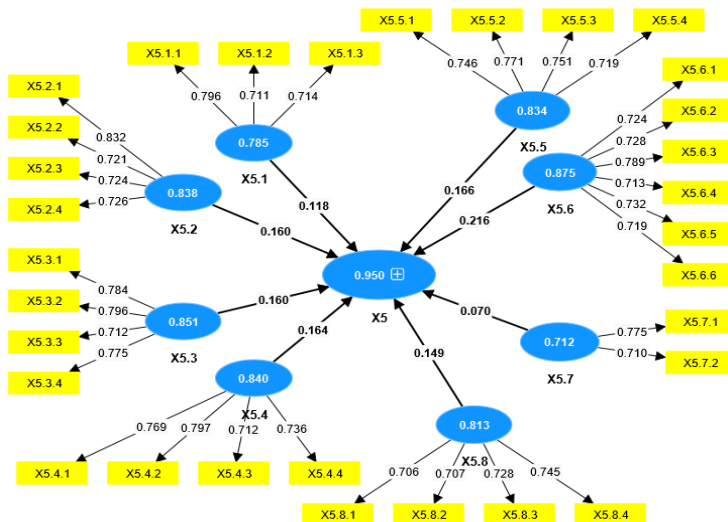 X5.5.1
X5.5.2
X5.5.3
X5.5.4
X5.1.1
X5.1.2
X5.1.3
0.746
0.771
0.751
0.719
0.796
0.711
0.714
X5.6.1
X5.6.2
X5.6.3
X5.6.4
X5.6.5
X5.6.6
0.724
0.728
0.789
0.713
0.732
0.719
X5.2.1
X5.2.2
X5.2.3
X5.2.4
0.832
0.721
0.724
0.726
0.785
X5.1
0.834
X5.5
0.838
X5.2
0.875
X5.6
0.118
0.166
0.160
0.216
0.950
X5
X5.3.1
X5.3.2
X5.3.3
X5.3.4
0.784
0.796
0.712
0.775
0.851
X5.3
0.160
0.070
0.712
X5.7
0.775
0.710
X5.7.1
X5.7.2
0.164
0.149
0.840
X5.4
0.813
X5.8
0.769
0.797
0.712
0.736
X5.4.1
X5.4.2
X5.4.3
X5.4.4
0.706
0.707
0.728
0.745
X5.8.1
X5.8.2
X5.8.3
X5.8.4